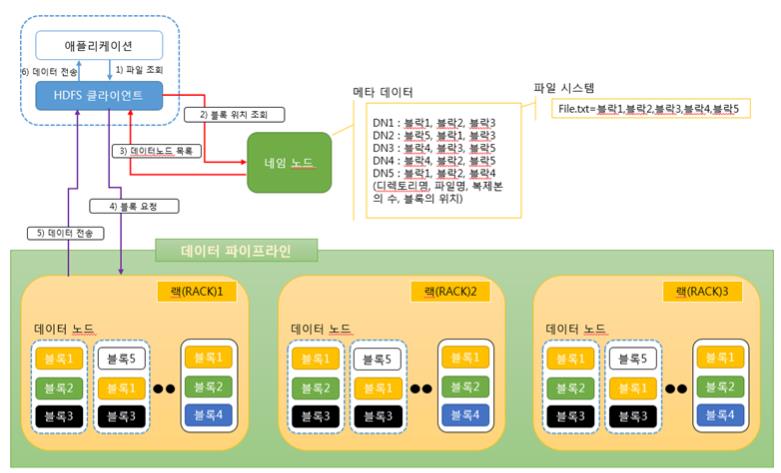 애플리케이션
6) 데이터 전송
1) 파일 조회
HDFS 클라이언트
2) 블록 위치 조회
3) 데이터노드 목록
네임 노드
4) 블록 요청
5) 데이터 전송
메타 데이터
DN1 : 블락1, 블락2, 블락3
DN2 : 블락5, 블락1, 블락3
DN3 : 블락4, 블락3, 블락5
DN4 : 블락4, 블락2, 블락5
DN5 : 블락1, 블락2, 블락4
(디렉토리명, 파일명, 복제본
의 수, 블록의 위치)
파일 시스템
File.txt=블락1,블락2,블락3,블락4,블락5
데이터 파이프라인
랙(RACK)1
데이터 노드
블록1 블록5 블록1
블록2 블록1 블록2
블록3 블록3 블록4
랙(RACK)2
데이터 노드
블록1 블록5 블록1
블록2 블록1 블록2
블록3 블록3 블록4
랙(RACK)3
데이터 노드
블록1 블록5 블록1
블록2 블록1 블록2
블록3 블록3 블록4